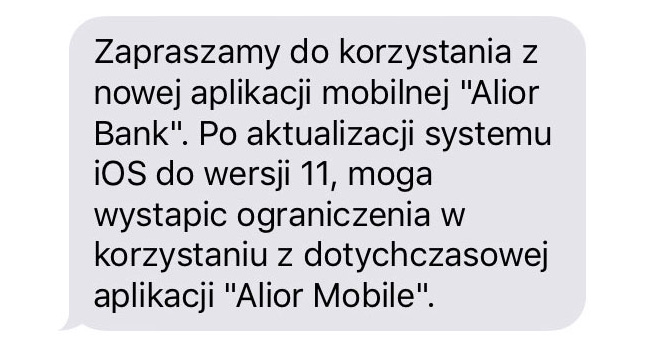 Zapraszamy do korzystania z
nowej aplikacji mobilnej "Alior
Bank". Po aktualizacji systemu
iOS do wersji 11, moga
wystapic ograniczenia w
korzystaniu z dotychczasowej
aplikacji "Alior Mobile".